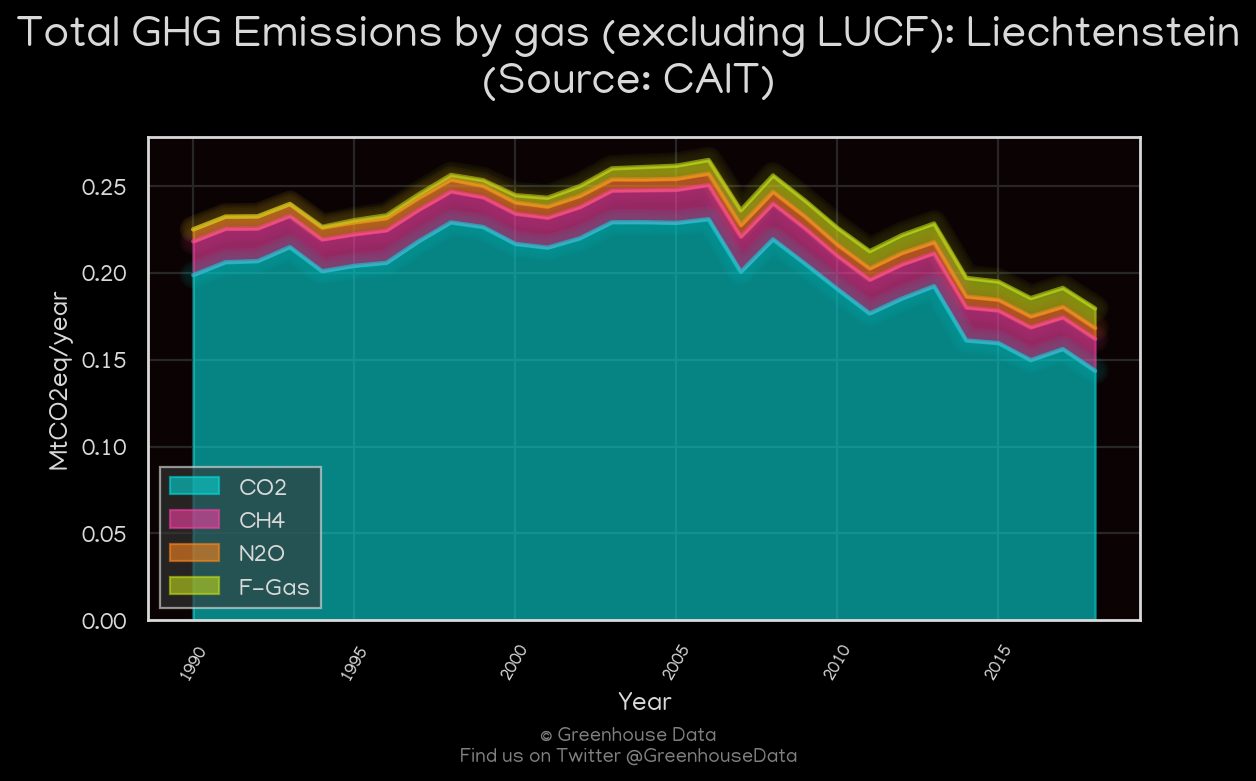 Total GHG Emissions by gas (excluding LUCF): Liechtenstein
(Source: CAIT)
MtCO2eq/year
0.25
0.20
0.15
0.10
0.05
0.00
CO2
CH4
N2O
F-Gas
1990
1995
2000
2005
2010
2015
Year
© Greenhouse Data
Find us on Twitter @GreenhouseData